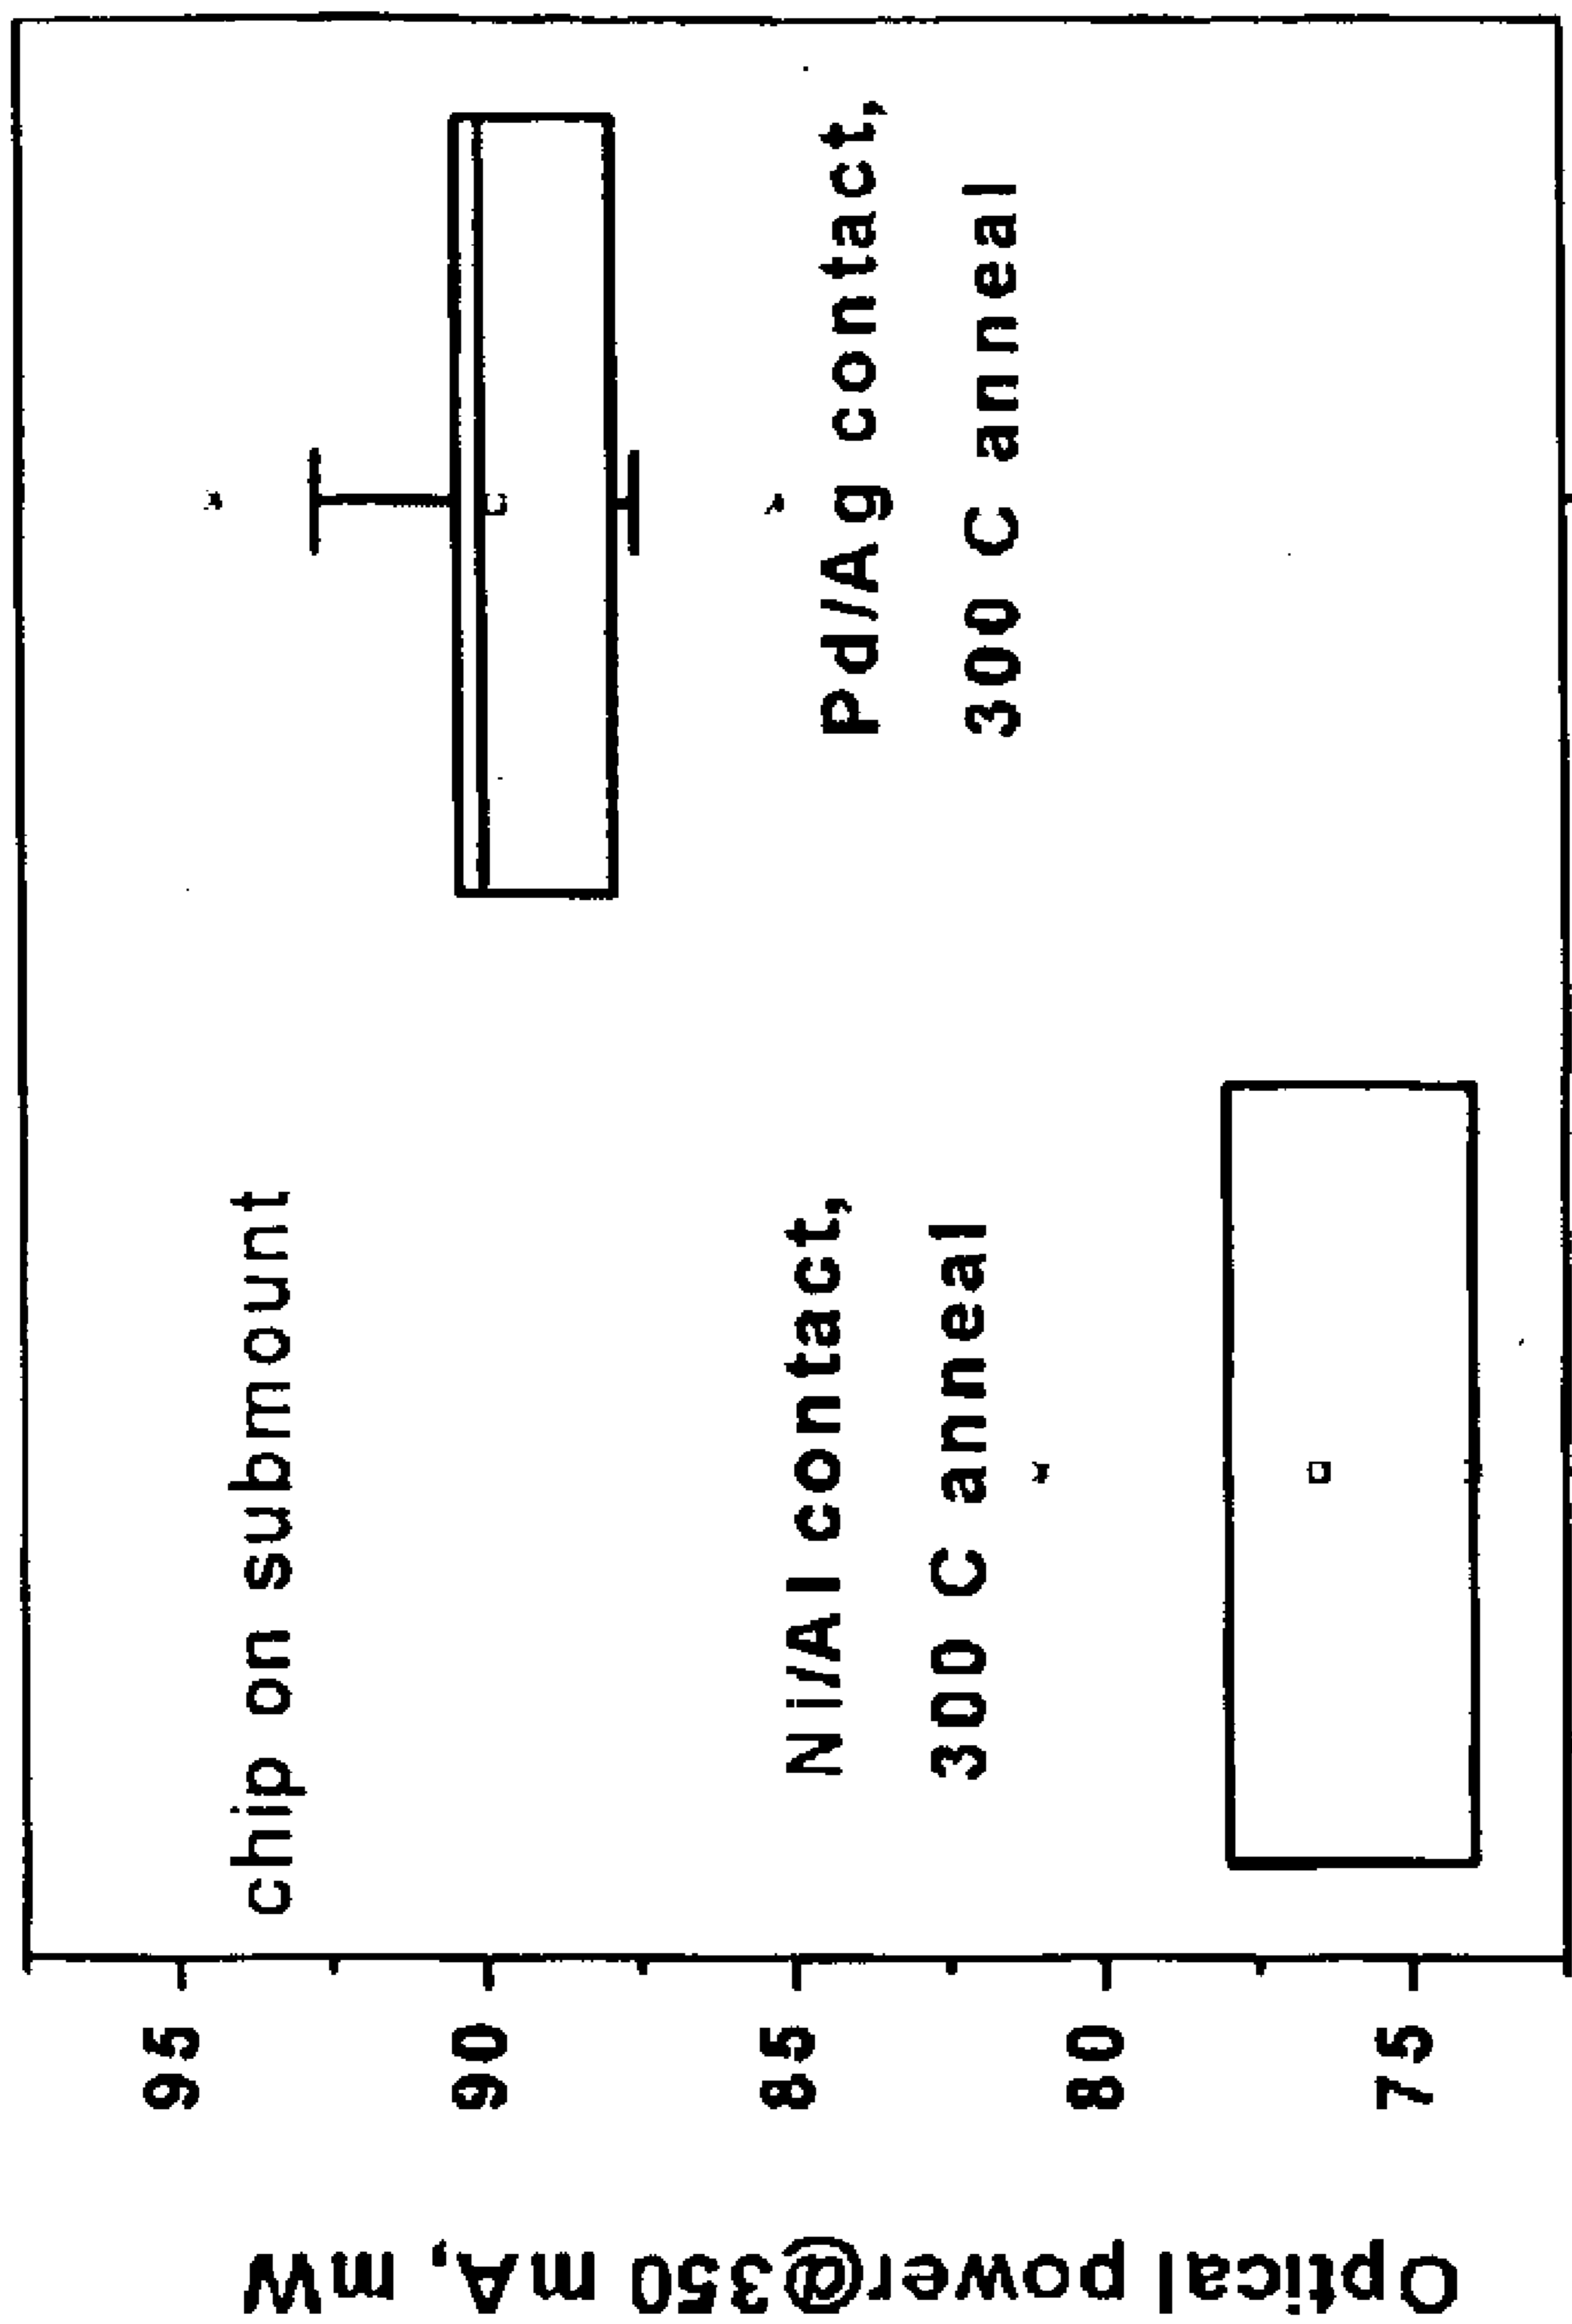 Optical power@350 mA, mW
95
90
85
80
75
chip on submount
Ni/Al contact,
300 C anneal
Pd/Ag contact,
300 C anneal